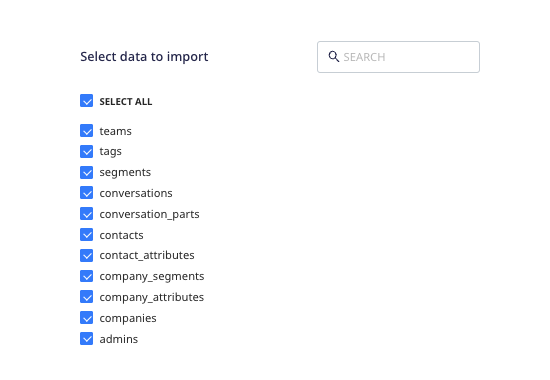 Select data to import
SEARCH
SELECT ALL
teams
tags
segments
conversations
conversation_parts
contacts
contact_attributes
company_segments
company_attributes
companies
admins